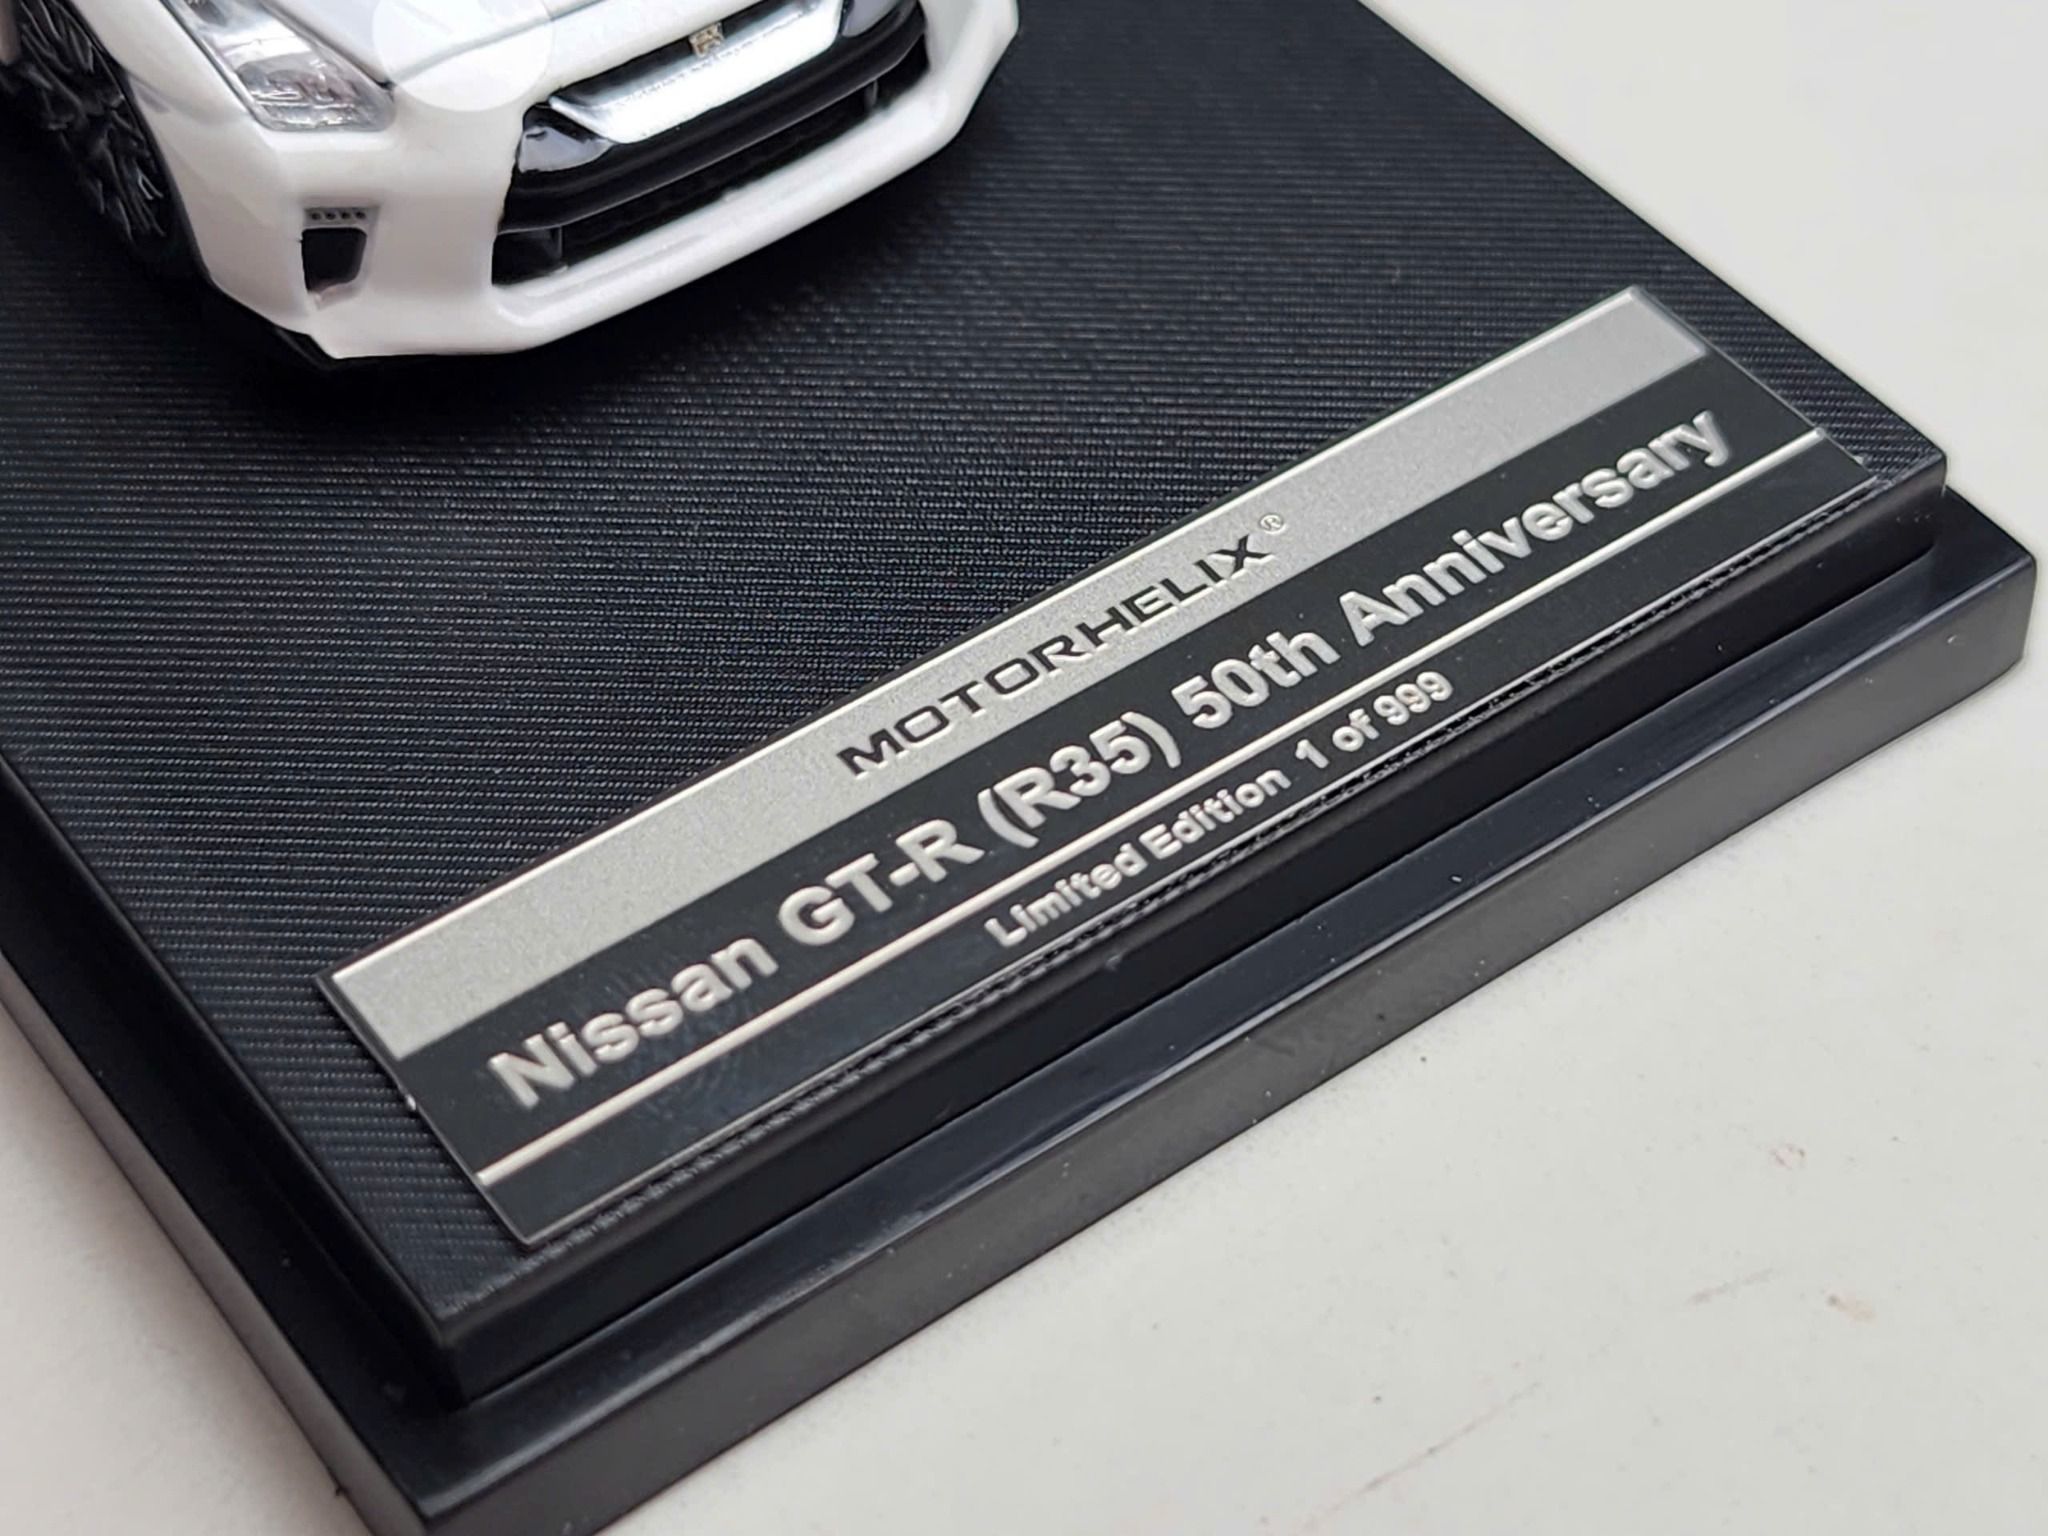 MOTORHELIX®
Nissan GT-R (R35) 50th Anniversary
Limited Edition 1 of 999